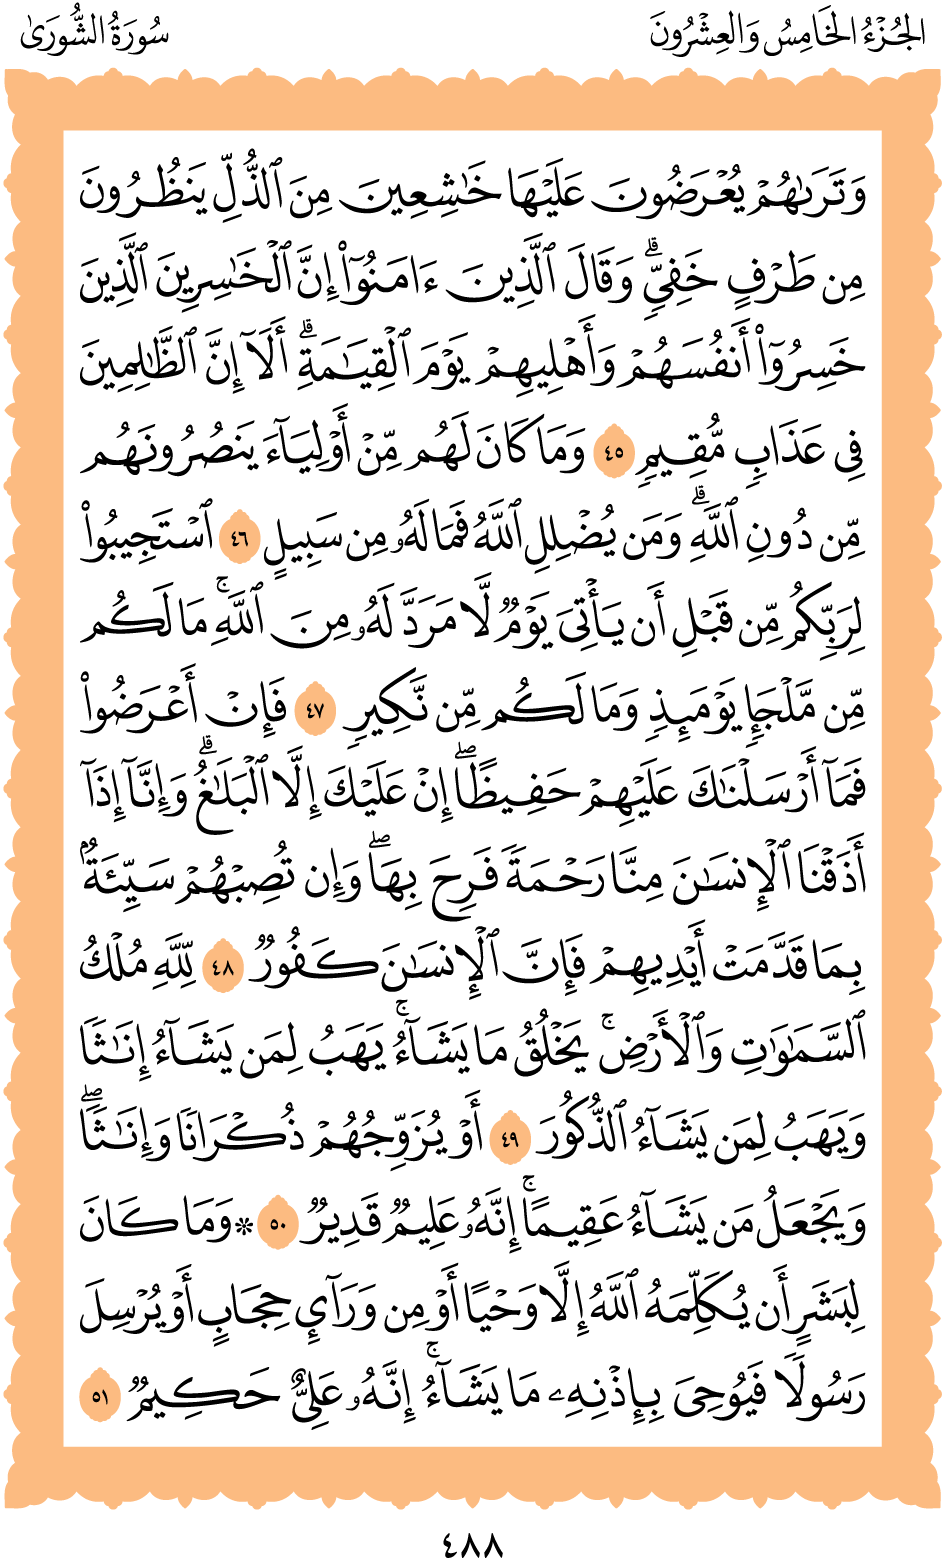 الجُزْءُ الخَامِسُ وَالعِشْرُونَ
سُورَةُ الشُّورَىٰ
وَتَرَىٰهُمْ يُعْرَضُونَ عَلَيْهَا خَٰشِعِينَ مِنَ ٱلذُّلِّ يَنظُرُونَ
مِن طَرْفٍ خَفِيٍّۗ وَقَالَ ٱلَّذِينَ ءَامَنُوٓا۟ إِنَّ ٱلْخَٰسِرِينَ ٱلَّذِينَ
خَسِرُوٓا۟ أَنفُسَهُمْ وَأَهْلِيهِمْ يَوْمَ ٱلْقِيَٰمَةِۗ أَلَآ إِنَّ ٱلظَّٰلِمِينَ
فِى عَذَابٍ مُّقِيمٍ ٤٥ وَمَا كَانَ لَهُم مِّنْ أَوْلِيَآءَ يَنصُرُونَهُم
مِّن دُونِ ٱللَّهِۗ وَمَن يُضْلِلِ ٱللَّهُ فَمَا لَهُۥ مِن سَبِيلٍ ٤٦ ٱسْتَجِيبُوا۟
لِرَبِّكُم مِّن قَبْلِ أَن يَأْتِىَ يَوْمٌ لَّا مَرَدَّ لَهُۥ مِنَ ٱللَّهِۚ مَا لَكُم
مِّن مَّلْجَإٍ يَوْمَئِذٍ وَمَا لَكُم مِّن نَّكِيرٍ ٤٧ فَإِنْ أَعْرَضُوا۟
فَمَآ أَرْسَلْنَٰكَ عَلَيْهِمْ حَفِيظًاۖ إِنْ عَلَيْكَ إِلَّا ٱلْبَلَٰغُۗ وَإِنَّآ إِذَآ
أَذَقْنَا ٱلْإِنسَٰنَ مِنَّا رَحْمَةً فَرِحَ بِهَاۖ وَإِن تُصِبْهُمْ سَيِّئَةٌۢ
بِمَا قَدَّمَتْ أَيْدِيهِمْ فَإِنَّ ٱلْإِنسَٰنَ كَفُورٌ ٤٨ لِّلَّهِ مُلْكُ
ٱلسَّمَٰوَٰتِ وَٱلْأَرْضِۚ يَخْلُقُ مَا يَشَآءُۚ يَهَبُ لِمَن يَشَآءُ إِنَٰثًا
وَيَهَبُ لِمَن يَشَآءُ ٱلذُّكُورَ ٤٩ أَوْ يُزَوِّجُهُمْ ذُكْرَانًا وَإِنَٰثًاۖ
وَيَجْعَلُ مَن يَشَآءُ عَقِيمًاۚ إِنَّهُۥ عَلِيمٌ قَدِيرٌ ٥٠ * وَمَا كَانَ
لِبَشَرٍ أَن يُكَلِّمَهُ ٱللَّهُ إِلَّا وَحْيًا أَوْ مِن وَرَآئِ حِجَابٍ أَوْ يُرْسِلَ
رَسُولًا فَيُوحِىَ بِإِذْنِهِۦ مَا يَشَآءُۚ إِنَّهُۥ عَلِىٌّ حَكِيمٌ ٥١
٤٨٨